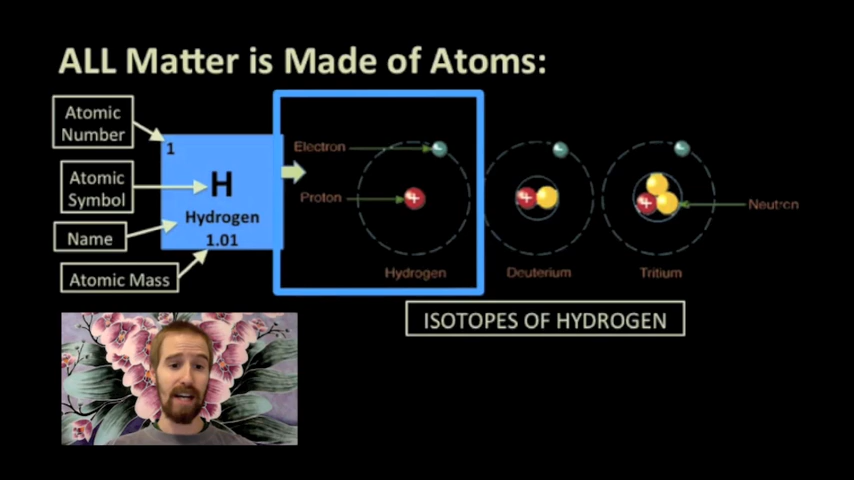 ALL Matter is Made of Atoms:
Atomic
Number
1
Atomic
Symbol
H
Hydrogen
1.01
Name
Atomic Mass
Electron
Proton
-
+
Hydrogen
-
+
Deuterium
-
+
Neutron
Tritium
ISOTOPES OF HYDROGEN